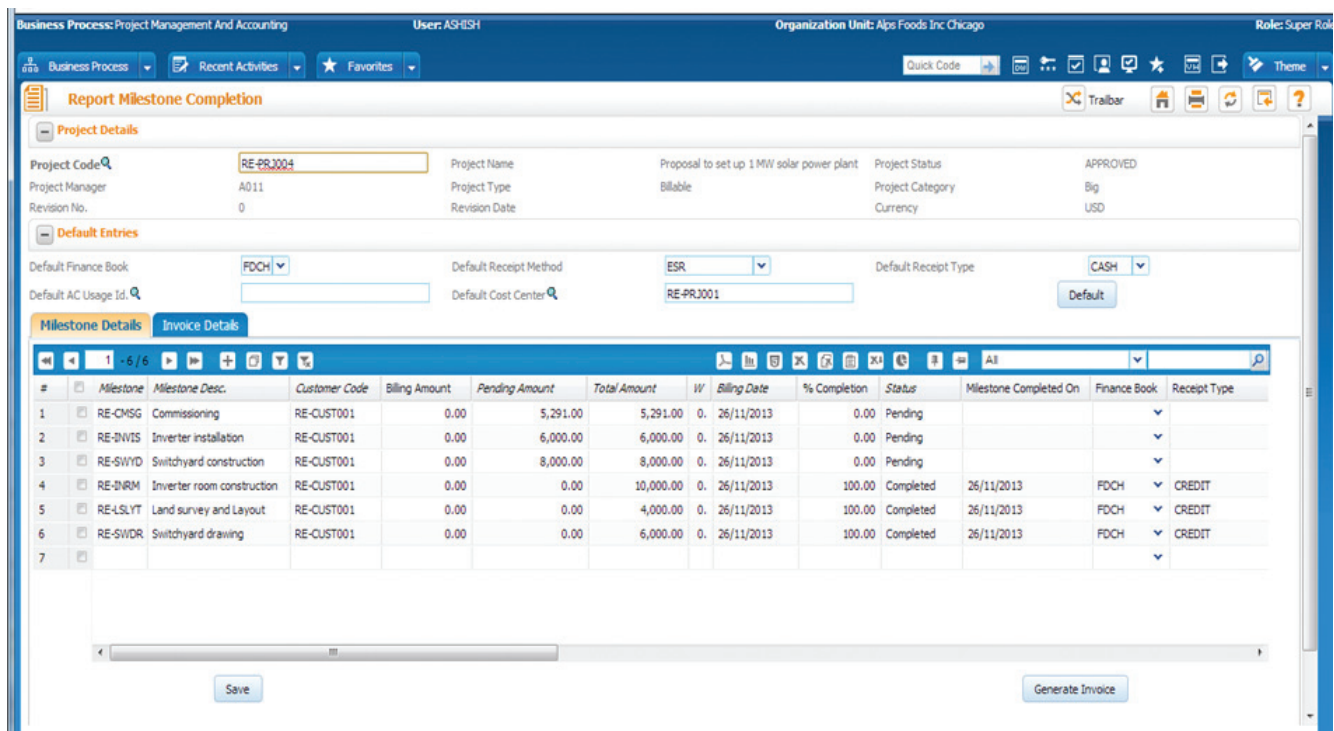 Business Process: Project Management And Accounting User: ASHISH Organization Unit: Alps Foods Inc Chicago Role: Super Role
Business Process Recent Activities Favorites Quick Code Theme
Report Milestone Completion Trailbar
Project Details
Project Code RE-PRJ004 Project Name Proposal to set up 1 MW solar power plant Project Status APPROVED
Project Manager A011 Project Type Billable Project Category Big
Revision No. 0 Revision Date Currency USD
Default Entries
Default Finance Book FDCH Default Receipt Method ESR Default Receipt Type CASH
Default AC Usage Id. Default Cost Center RE-PRJ001 Default
Milestone Details Invoice Details
1 - 6 / 6 All
# Milestone Milestone Desc. Customer Code Billing Amount Pending Amount Total Amount W Billing Date % Completion Status Milestone Completed On Finance Book Receipt Type
1 RE-CMSG Commissioning RE-CUST001 0.00 5,291.00 5,291.00 0. 26/11/2013 0.00 Pending
2 RE-INVIS Inverter installation RE-CUST001 0.00 6,000.00 6,000.00 0. 26/11/2013 0.00 Pending
3 RE-SWYD Switchyard construction RE-CUST001 0.00 8,000.00 8,000.00 0. 26/11/2013 0.00 Pending
4 RE-INRM Inverter room construction RE-CUST001 0.00 0.00 10,000.00 0. 26/11/2013 100.00 Completed 26/11/2013 FDCH CREDIT
5 RE-LSLYT Land survey and Layout RE-CUST001 0.00 0.00 4,000.00 0. 26/11/2013 100.00 Completed 26/11/2013 FDCH CREDIT
6 RE-SWDR Switchyard drawing RE-CUST001 0.00 0.00 6,000.00 0. 26/11/2013 100.00 Completed 26/11/2013 FDCH CREDIT
7
Save Generate Invoice